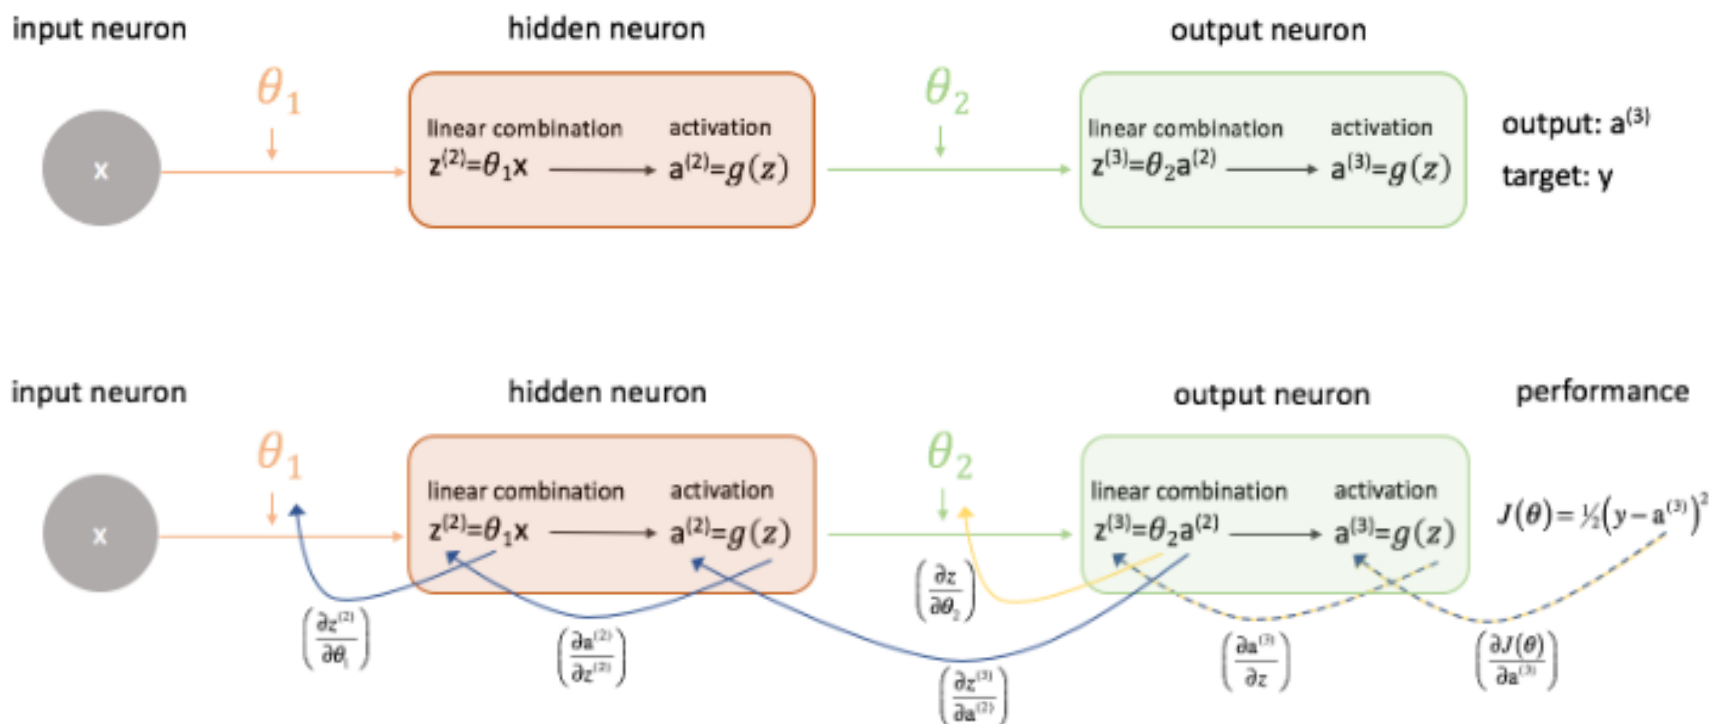 input neuron
hidden neuron
output neuron
θ₁
θ₂
linear combination
activation
linear combination
activation
output: a⁽³⁾
x
z⁽²⁾=θ₁x
a⁽²⁾=g(z)
z⁽³⁾=θ₂a⁽²⁾
a⁽³⁾=g(z)
target: y
input neuron
hidden neuron
output neuron
performance
θ₁
θ₂
linear combination
activation
linear combination
activation
x
z⁽²⁾=θ₁x
a⁽²⁾=g(z)
z⁽³⁾=θ₂a⁽²⁾
a⁽³⁾=g(z)
J(θ)=½(y−a⁽³⁾)²
(∂z/∂θ₂)
(∂z⁽²⁾/∂θ₁)
(∂a⁽²⁾/∂z⁽²⁾)
(∂z⁽³⁾/∂a⁽²⁾)
(∂a⁽³⁾/∂z)
(∂J(θ)/∂a⁽³⁾)